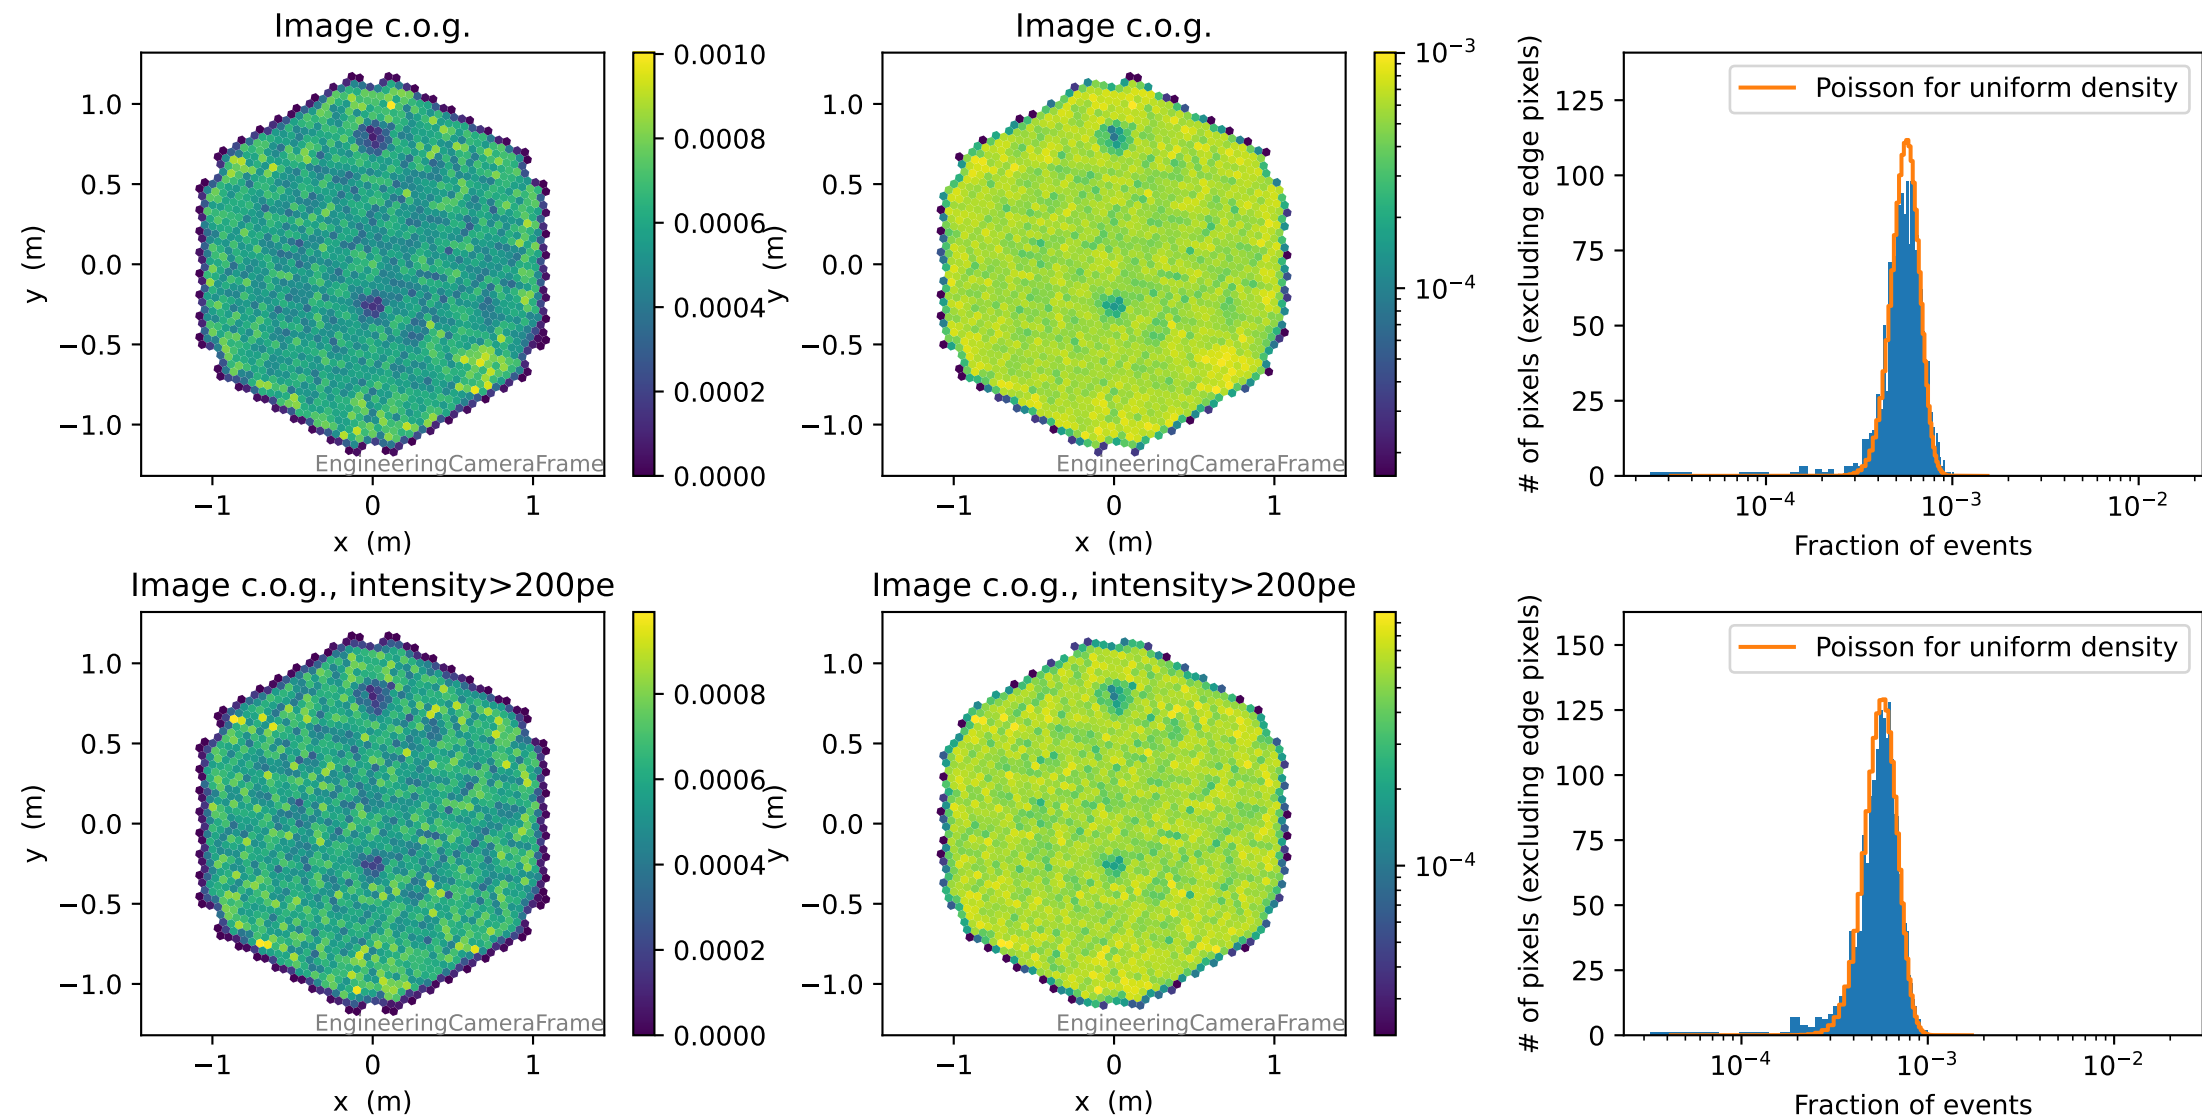 Image c.o.g.
1.0
0.5
0.0
−0.5
−1.0
y (m)
−1
0
1
x (m)
EngineeringCameraFrame
0.0010
0.0008
0.0006
0.0004
0.0002
0.0000
Image c.o.g.
1.0
0.5
0.0
−0.5
−1.0
y (m)
−1
0
1
x (m)
EngineeringCameraFrame
10⁻³
10⁻⁴
Poisson for uniform density
125
100
75
50
25
0
# of pixels (excluding edge pixels)
10⁻⁴
10⁻³
10⁻²
Fraction of events
Image c.o.g., intensity>200pe
1.0
0.5
0.0
−0.5
−1.0
y (m)
−1
0
1
x (m)
EngineeringCameraFrame
0.0008
0.0006
0.0004
0.0002
0.0000
Image c.o.g., intensity>200pe
1.0
0.5
0.0
−0.5
−1.0
y (m)
−1
0
1
x (m)
EngineeringCameraFrame
10⁻⁴
Poisson for uniform density
150
125
100
75
50
25
0
# of pixels (excluding edge pixels)
10⁻⁴
10⁻³
10⁻²
Fraction of events